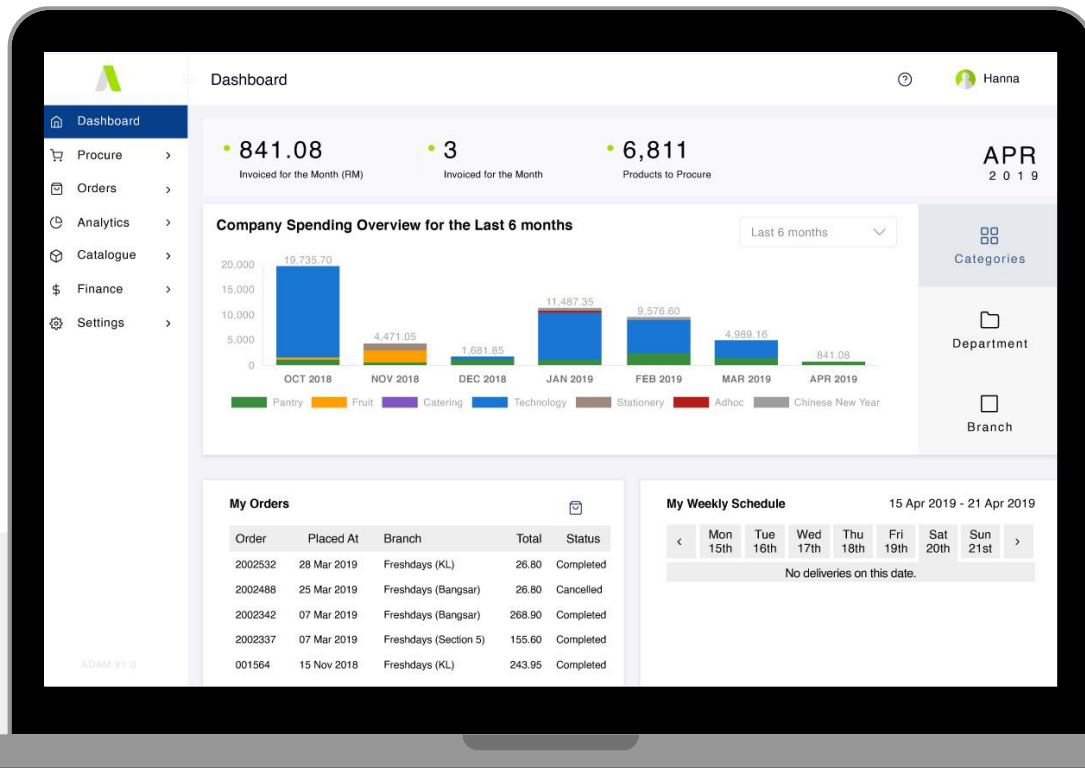 Dashboard
Hanna
Dashboard
Procure
Orders
Analytics
Catalogue
$ Finance
Settings
ADAM V1.0
841.08
Invoiced for the Month (RM)
3
Invoiced for the Month
6,811
Products to Procure
APR
2019
Company Spending Overview for the Last 6 months
Last 6 months
20,000
15,000
10,000
5,000
0
19,735.70
4,471.05
1,681.85
11,487.35
9,576.60
4,989.16
841.08
OCT 2018 NOV 2018 DEC 2018 JAN 2019 FEB 2019 MAR 2019 APR 2019
Pantry Fruit Catering Technology Stationery Adhoc Chinese New Year
Categories
Department
Branch
My Orders
Order Placed At Branch Total Status
2002532 28 Mar 2019 Freshdays (KL) 26.80 Completed
2002488 25 Mar 2019 Freshdays (Bangsar) 26.80 Cancelled
2002342 07 Mar 2019 Freshdays (Bangsar) 268.90 Completed
2002337 07 Mar 2019 Freshdays (Section 5) 155.60 Completed
001564 15 Nov 2018 Freshdays (KL) 243.95 Completed
My Weekly Schedule 15 Apr 2019 - 21 Apr 2019
‹ Mon Tue Wed Thu Fri Sat Sun ›
15th 16th 17th 18th 19th 20th 21st
No deliveries on this date.